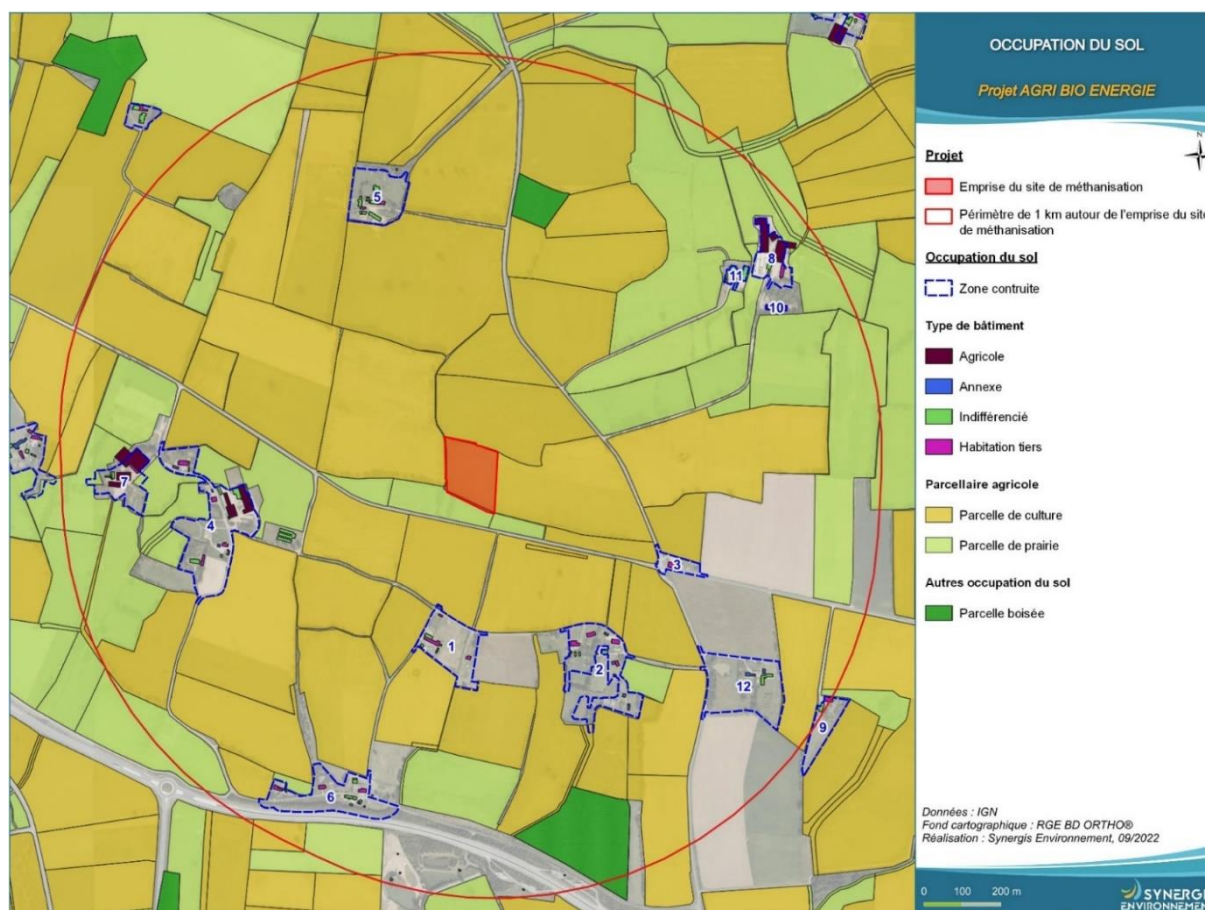 OCCUPATION DU SOL
Projet AGRI BIO ENERGIE
N
Projet
Emprise du site de méthanisation
Périmètre de 1 km autour de l'emprise du site
de méthanisation
Occupation du sol
Zone contruite
Type de bâtiment
Agricole
Annexe
Indifférencié
Habitation tiers
Parcellaire agricole
Parcelle de culture
Parcelle de prairie
Autres occupation du sol
Parcelle boisée
Données : IGN
Fond cartographique : RGE BD ORTHO®
Réalisation : Synergis Environnement, 09/2022
0 100 200 m
SYNERGI
ENVIRONNEMENT
5
8
11
10
7
4
3
1
2
12
9
6